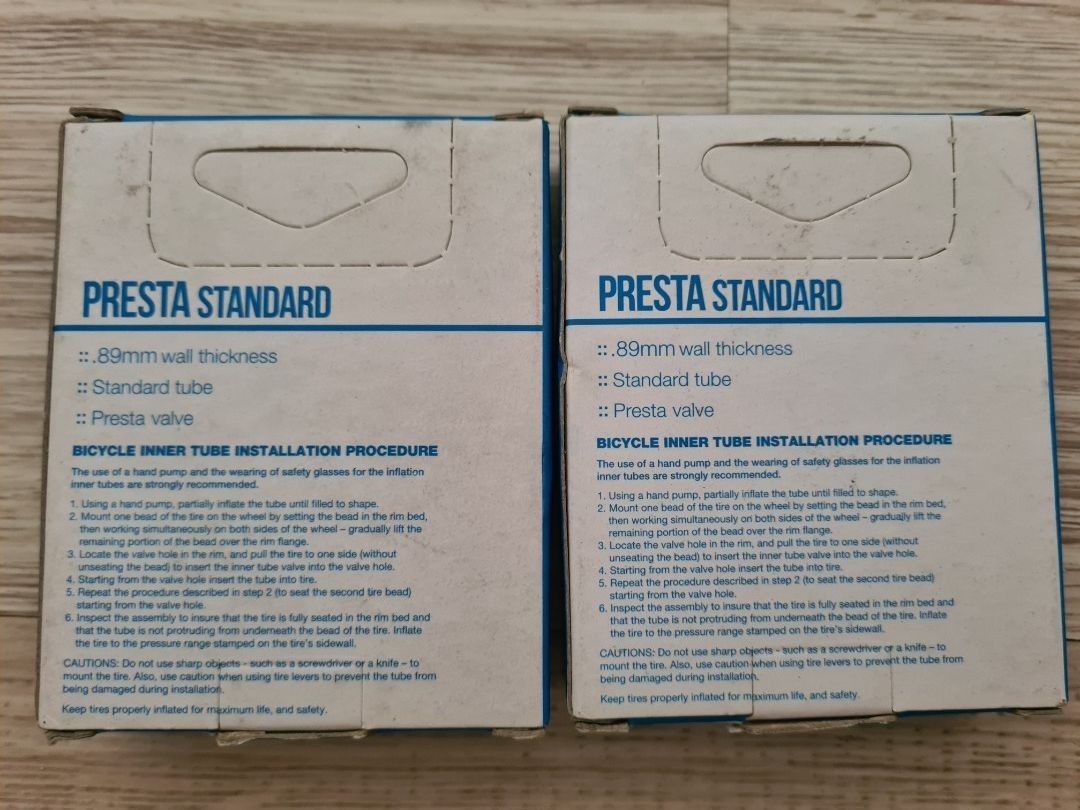 PRESTA STANDARD
:: .89mm wall thickness
:: Standard tube
:: Presta valve
BICYCLE INNER TUBE INSTALLATION PROCEDURE
The use of a hand pump and the wearing of safety glasses for the inflation
inner tubes are strongly recommended.
1. Using a hand pump, partially inflate the tube until filled to shape.
2. Mount one bead of the tire on the wheel by setting the bead in the rim bed,
then working simultaneously on both sides of the wheel – gradually lift the
remaining portion of the bead over the rim flange.
3. Locate the valve hole in the rim, and pull the tire to one side (without
unseating the bead) to insert the inner tube valve into the valve hole.
4. Starting from the valve hole insert the tube into tire.
5. Repeat the procedure described in step 2 (to seat the second tire bead)
starting from the valve hole.
6. Inspect the assembly to insure that the tire is fully seated in the rim bed and
that the tube is not protruding from underneath the bead of the tire. Inflate
the tire to the pressure range stamped on the tire's sidewall.
CAUTIONS: Do not use sharp objects - such as a screwdriver or a knife – to
mount the tire. Also, use caution when using tire levers to prevent the tube from
being damaged during installation.
Keep tires properly inflated for maximum life, and safety.
PRESTA STANDARD
:: .89mm wall thickness
:: Standard tube
:: Presta valve
BICYCLE INNER TUBE INSTALLATION PROCEDURE
The use of a hand pump and the wearing of safety glasses for the inflation
inner tubes are strongly recommended.
1. Using a hand pump, partially inflate the tube until filled to shape.
2. Mount one bead of the tire on the wheel by setting the bead in the rim bed,
then working simultaneously on both sides of the wheel – gradually lift the
remaining portion of the bead over the rim flange.
3. Locate the valve hole in the rim, and pull the tire to one side (without
unseating the bead) to insert the inner tube valve into the valve hole.
4. Starting from the valve hole insert the tube into tire.
5. Repeat the procedure described in step 2 (to seat the second tire bead)
starting from the valve hole.
6. Inspect the assembly to insure that the tire is fully seated in the rim bed and
that the tube is not protruding from underneath the bead of the tire. Inflate
the tire to the pressure range stamped on the tire's sidewall.
CAUTIONS: Do not use sharp objects - such as a screwdriver or a knife – to
mount the tire. Also, use caution when using tire levers to prevent the tube from
being damaged during installation.
Keep tires properly inflated for maximum life, and safety.